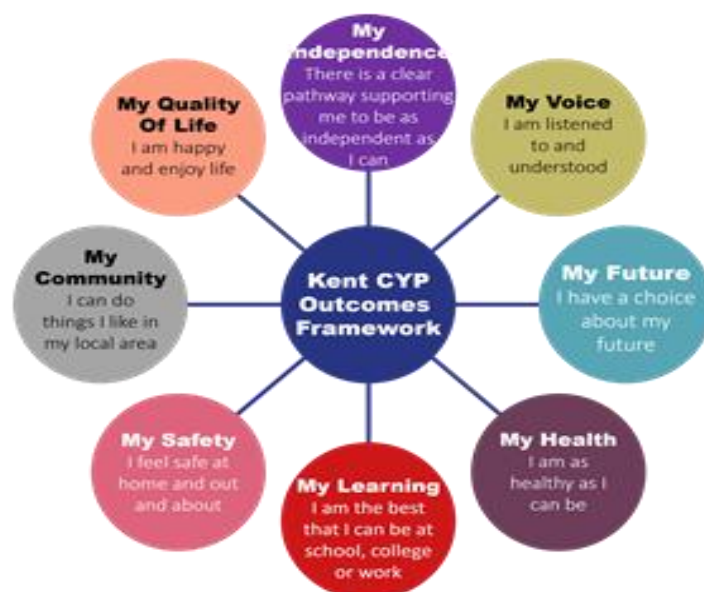 My
Independence
There is a clear
pathway supporting
me to be as
independent as
I can
My Quality
Of Life
I am happy
and enjoy life
My Voice
I am listened
to and
understood
My
Community
I can do
things I like in
my local area
Kent CYP
Outcomes
Framework
My Future
I have a choice
about my
future
My Safety
I feel safe at
home and out
and about
My Learning
I am the best
that I can be at
school, college
or work
My Health
I am as
healthy as I
can be